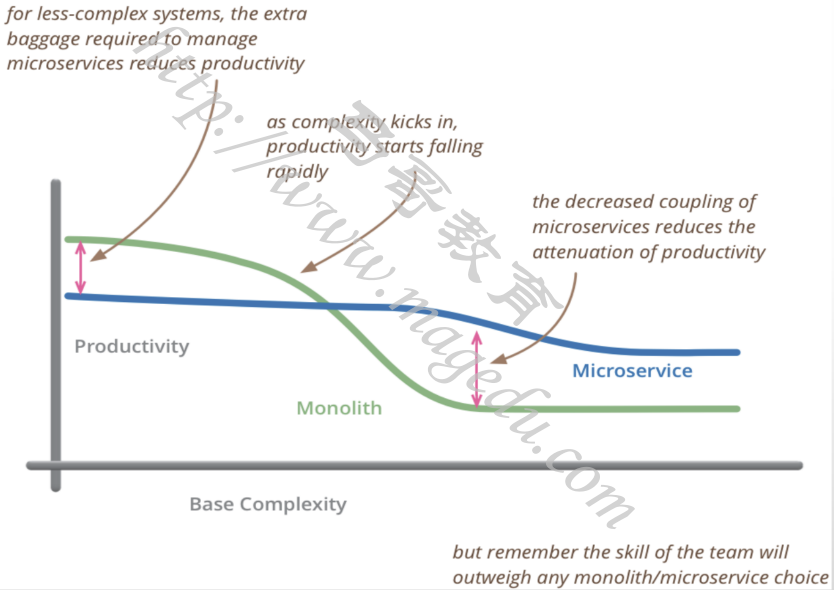 for less-complex systems, the extra
baggage required to manage
microservices reduces productivity
as complexity kicks in,
productivity starts falling
rapidly
the decreased coupling of
microservices reduces the
attenuation of productivity
Productivity
Microservice
Monolith
Base Complexity
but remember the skill of the team will
outweigh any monolith/microservice choice
马哥教育
http://www.magedu.com